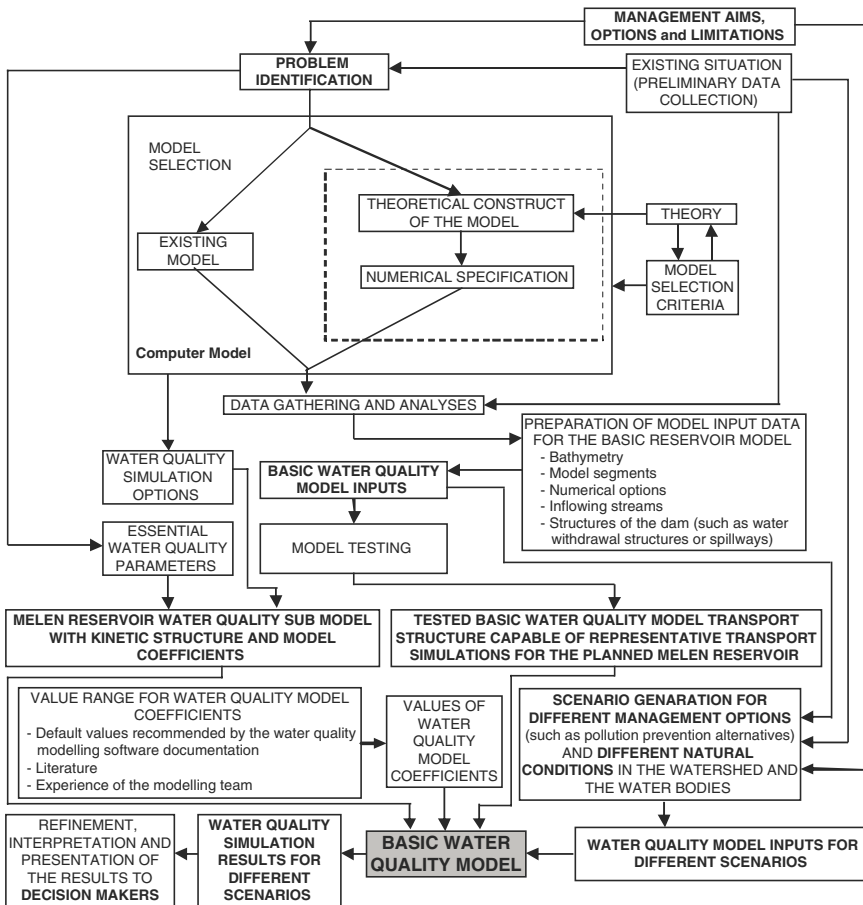 MANAGEMENT AIMS,
OPTIONS and LIMITATIONS
PROBLEM
IDENTIFICATION
EXISTING SITUATION
(PRELIMINARY DATA
COLLECTION)
MODEL
SELECTION
THEORETICAL CONSTRUCT
OF THE MODEL
THEORY
EXISTING
MODEL
NUMERICAL SPECIFICATION
MODEL
SELECTION
CRITERIA
Computer Model
DATA GATHERING AND ANALYSES
PREPARATION OF MODEL INPUT DATA
FOR THE BASIC RESERVOIR MODEL
- Bathymetry
- Model segments
- Numerical options
- Inflowing streams
- Structures of the dam (such as water
withdrawal structures or spillways)
WATER QUALITY
SIMULATION
OPTIONS
BASIC WATER QUALITY
MODEL INPUTS
ESSENTIAL
WATER QUALITY
PARAMETERS
MODEL TESTING
MELEN RESERVOIR WATER QUALITY SUB MODEL
WITH KINETIC STRUCTURE AND MODEL
COEFFICIENTS
TESTED BASIC WATER QUALITY MODEL TRANSPORT
STRUCTURE CAPABLE OF REPRESENTATIVE TRANSPORT
SIMULATIONS FOR THE PLANNED MELEN RESERVOIR
VALUE RANGE FOR WATER QUALITY MODEL
COEFFICIENTS
- Default values recommended by the water quality
modelling software documentation
- Literature
- Experience of the modelling team
VALUES OF
WATER
QUALITY
MODEL
COEFFICIENTS
SCENARIO GENARATION FOR
DIFFERENT MANAGEMENT OPTIONS
(such as pollution prevention alternatives)
AND DIFFERENT NATURAL
CONDITIONS IN THE WATERSHED AND
THE WATER BODIES
REFINEMENT,
INTERPRETATION AND
PRESENTATION OF
THE RESULTS TO
DECISION MAKERS
WATER QUALITY
SIMULATION
RESULTS FOR
DIFFERENT
SCENARIOS
BASIC WATER
QUALITY MODEL
WATER QUALITY MODEL INPUTS FOR
DIFFERENT SCENARIOS